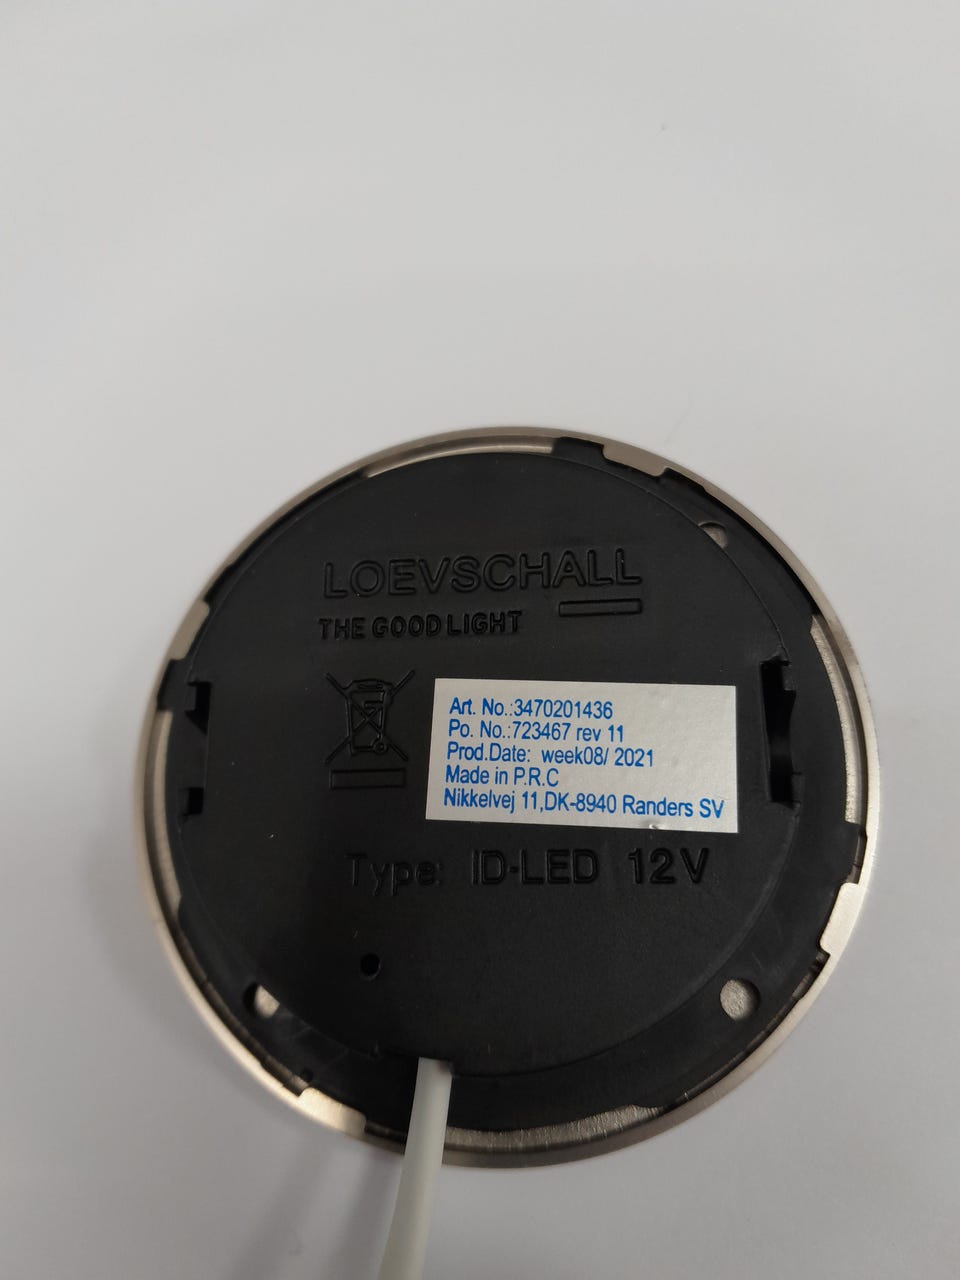 LOEVSCHALL
THE GOOD LIGHT
Art. No.:3470201436
Po. No.:723467 rev 11
Prod.Date: week08/ 2021
Made in P.R.C
Nikkelvej 11,DK-8940 Randers SV
Type: ID-LED 12V